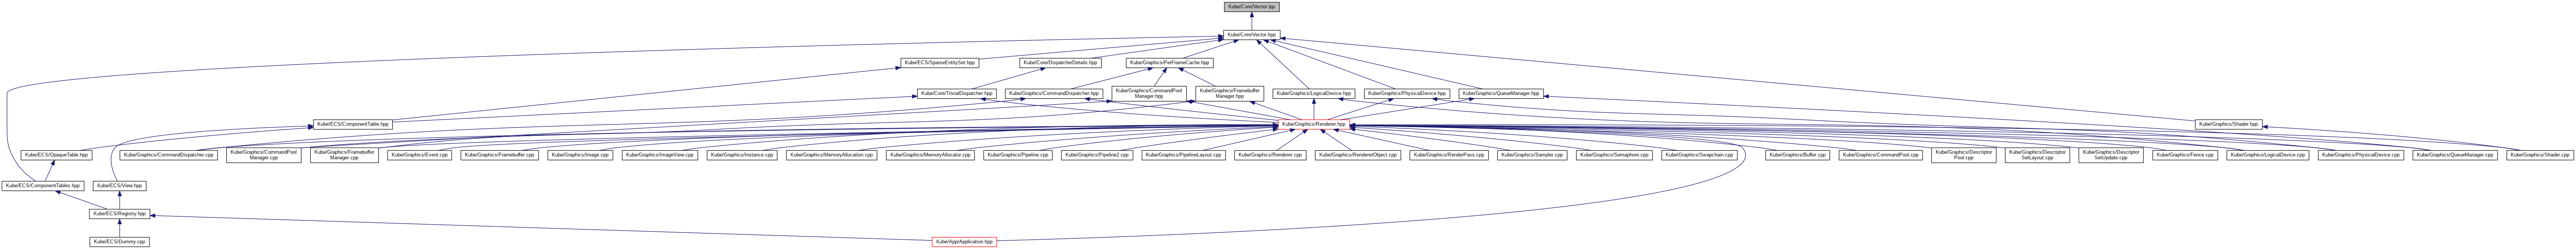 Kube/Core/Vector.ipp
Kube/Core/Vector.hpp
Kube/ECS/SparseEntitySet.hpp
Kube/Core/DispatcherDetails.hpp
Kube/Graphics/PerFrameCache.hpp
Kube/Core/TrivialDispatcher.hpp
Kube/Graphics/CommandDispatcher.hpp
Kube/Graphics/CommandPool
Manager.hpp
Kube/Graphics/Framebuffer
Manager.hpp
Kube/Graphics/LogicalDevice.hpp
Kube/Graphics/PhysicalDevice.hpp
Kube/Graphics/QueueManager.hpp
Kube/ECS/ComponentTable.hpp
Kube/Graphics/Renderer.hpp
Kube/Graphics/Shader.hpp
Kube/ECS/OpaqueTable.hpp
Kube/Graphics/CommandDispatcher.cpp
Kube/Graphics/CommandPool
Manager.cpp
Kube/Graphics/Framebuffer
Manager.cpp
Kube/Graphics/Event.cpp
Kube/Graphics/Framebuffer.cpp
Kube/Graphics/Image.cpp
Kube/Graphics/ImageView.cpp
Kube/Graphics/Instance.cpp
Kube/Graphics/MemoryAllocation.cpp
Kube/Graphics/MemoryAllocator.cpp
Kube/Graphics/Pipeline.cpp
Kube/Graphics/Pipeline2.cpp
Kube/Graphics/PipelineLayout.cpp
Kube/Graphics/Renderer.cpp
Kube/Graphics/RendererObject.cpp
Kube/Graphics/RenderPass.cpp
Kube/Graphics/Sampler.cpp
Kube/Graphics/Semaphore.cpp
Kube/Graphics/Swapchain.cpp
Kube/Graphics/Buffer.cpp
Kube/Graphics/CommandPool.cpp
Kube/Graphics/Descriptor
Pool.cpp
Kube/Graphics/Descriptor
SetLayout.cpp
Kube/Graphics/Descriptor
SetUpdate.cpp
Kube/Graphics/Fence.cpp
Kube/Graphics/LogicalDevice.cpp
Kube/Graphics/PhysicalDevice.cpp
Kube/Graphics/QueueManager.cpp
Kube/Graphics/Shader.cpp
Kube/ECS/ComponentTables.hpp
Kube/ECS/View.hpp
Kube/ECS/Registry.hpp
Kube/ECS/Dummy.cpp
Kube/App/Application.hpp